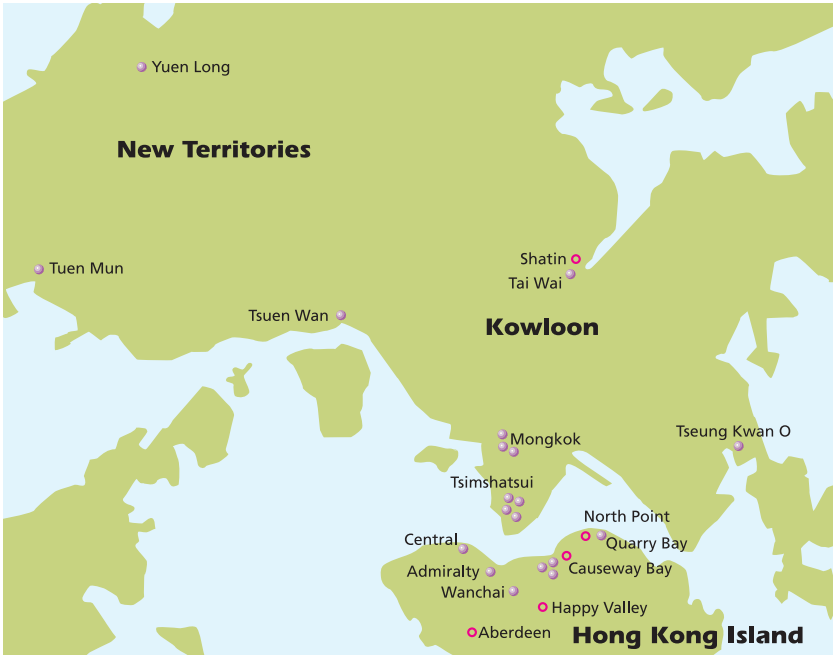 Yuen Long
New Territories
Shatin
Tuen Mun
Tai Wai
Tsuen Wan
Kowloon
Tseung Kwan O
Mongkok
Tsimshatsui
North Point
Central
Quarry Bay
Admiralty
Causeway Bay
Wanchai
Happy Valley
Aberdeen
Hong Kong Island